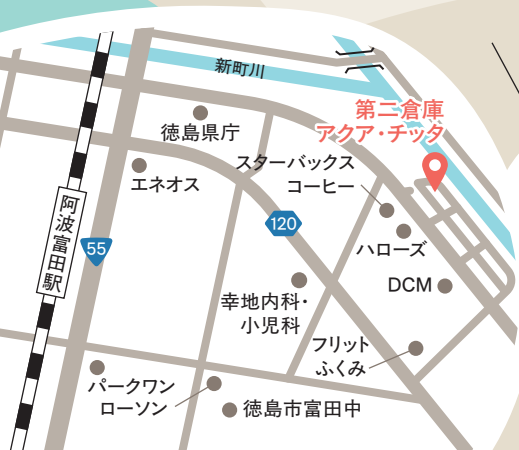 新町川
第二倉庫
アクア・チッタ
徳島県庁
スターバックス
コーヒー
エネオス
阿波富田駅
120
55
ハローズ
DCM
幸地内科・
小児科
フリット
ふくみ
パークワン
ローソン
徳島市富田中